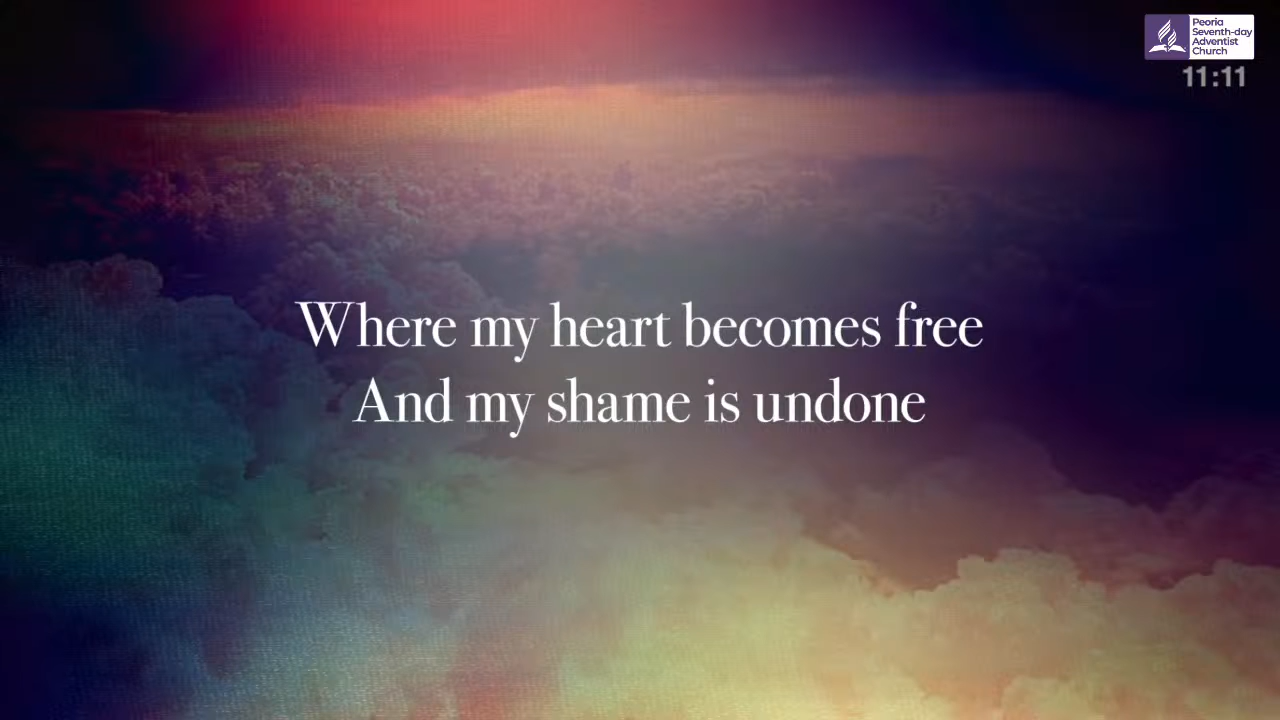 Peoria
Seventh-day
Adventist
Church
11:11
Where my heart becomes free
And my shame is undone